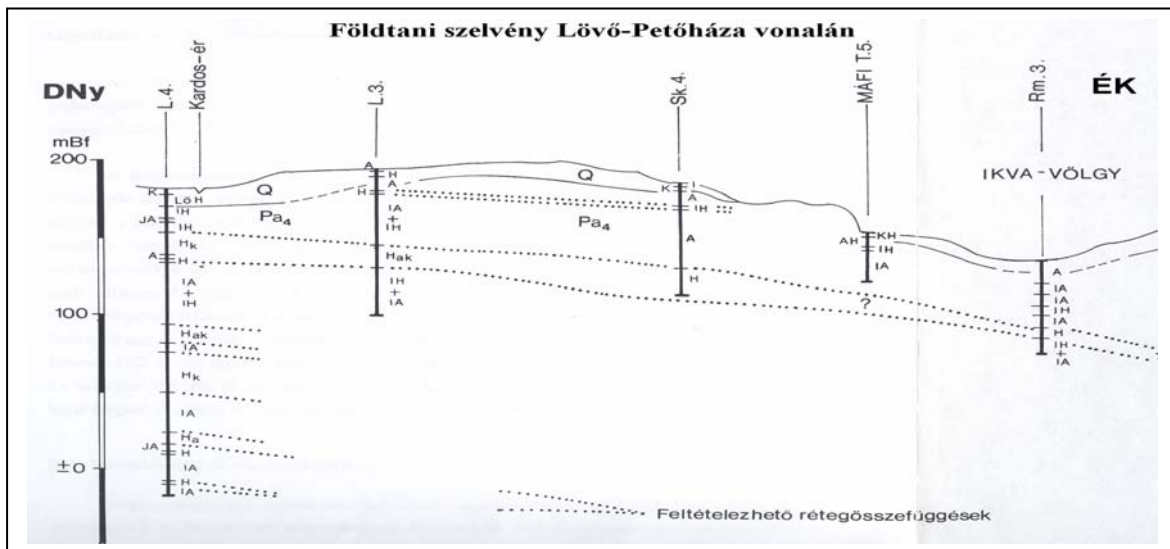 Földtani szelvény Lövő-Petőháza vonalán
DNy
ÉK
L.4.
Kardos-ér
L.3.
Sk.4.
MÁFI T.5.
Rm.3.
mBf
200
100
±0
IKVA-VÖLGY
K
Lö H
IH
JA
IH
Hk
A
H
IA
+
IH
Hak
IA
Hk
IA
Ha
JA
H
IA
H
IA
Q
Pa4
A
H
A
H
IA
+
IH
Hak
IH
+
IA
Q
Pa4
I
K
A
IH
A
H
KH
AH
IH
IA
?
A
IA
IA
IH
IA
H
IH
+
IA
Feltételezhető rétegösszefüggések